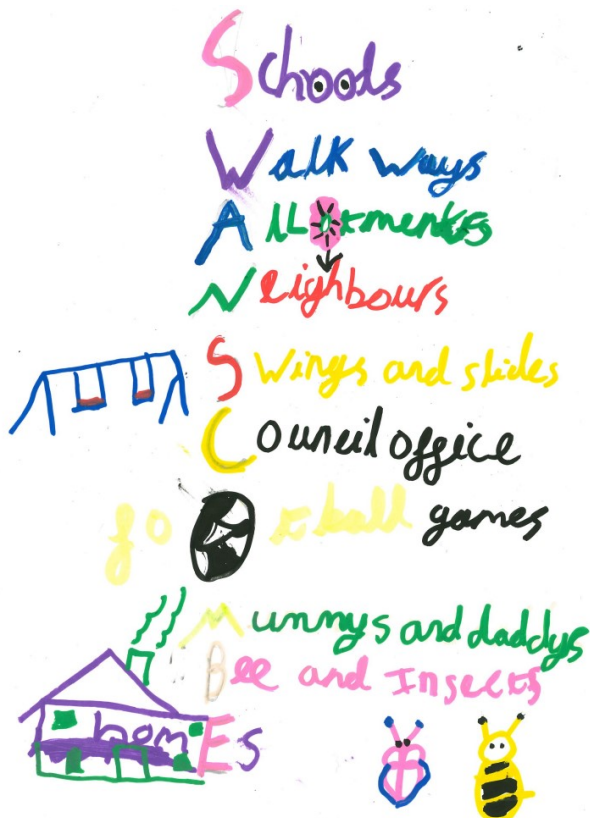 Schools
Walk ways
Allotments
Neighbours
Swings and slides
Council office
football games
Mummys and daddys
Bee and Insects
homEs